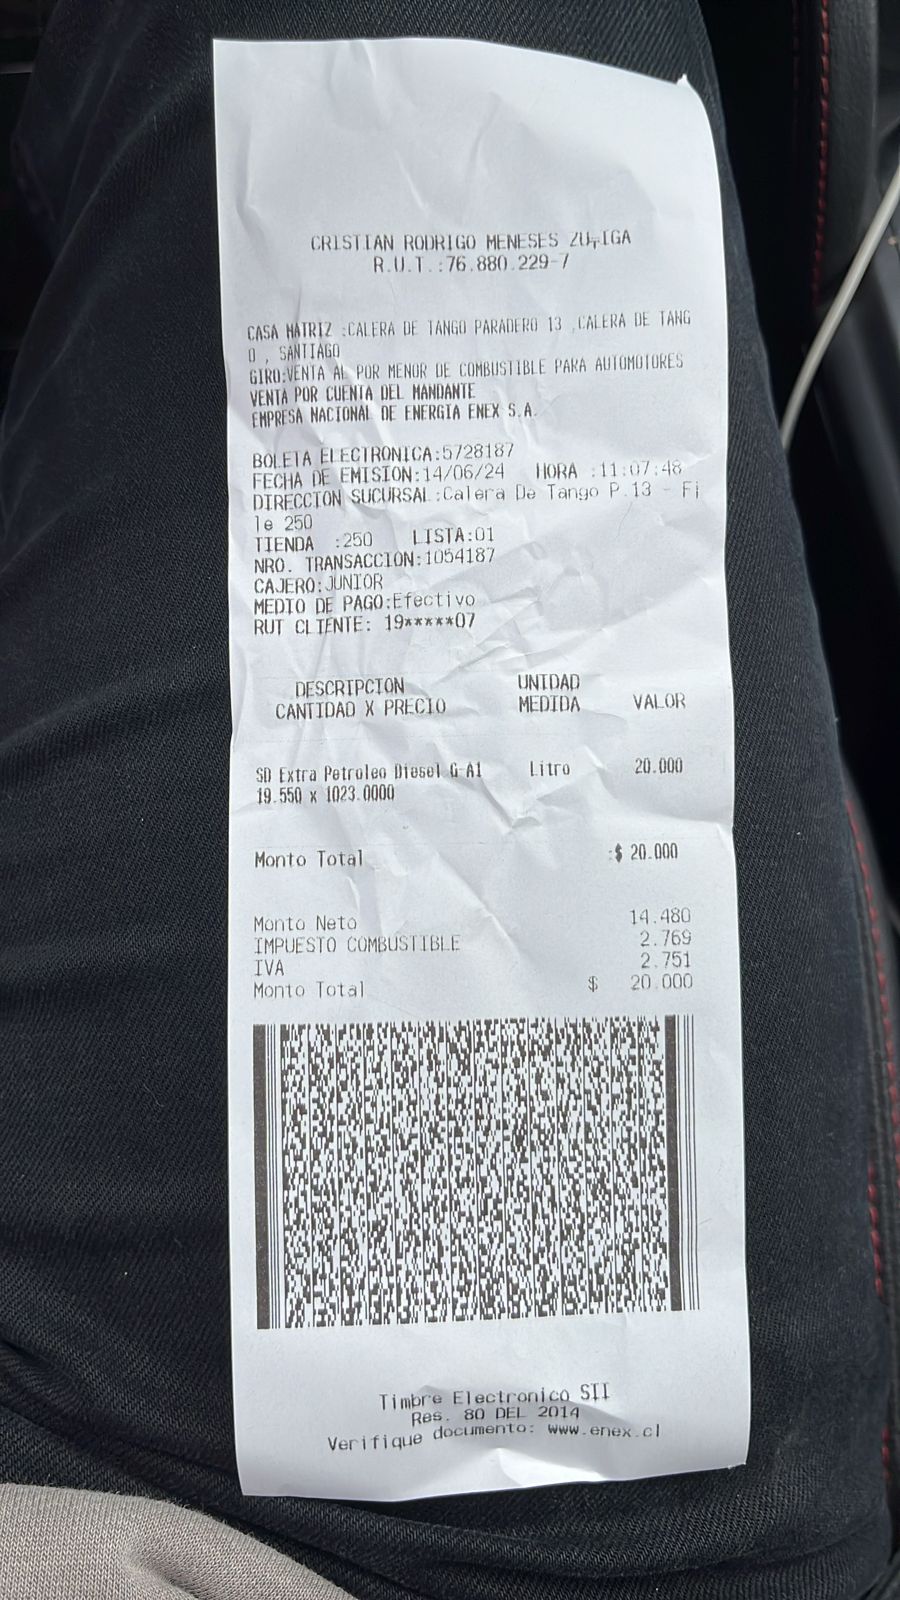 CRISTIAN RODRIGO MENESES ZU┬IGA
R.U.T.:76.880.229-7
CASA MATRIZ :CALERA DE TANGO PARADERO 13 ,CALERA DE TANG
O , SANTIAGO
GIRO:VENTA AL POR MENOR DE COMBUSTIBLE PARA AUTOMOTORES
VENTA POR CUENTA DEL MANDANTE
EMPRESA NACIONAL DE ENERGIA ENEX S.A.
BOLETA ELECTRONICA:5728187
FECHA DE EMISION:14/06/24 HORA :11:07:48
DIRECCION SUCURSAL:Calera De Tango P.13 - Fi
le 250
TIENDA :250 LISTA:01
NRO. TRANSACCION:1054187
CAJERO:JUNIOR
MEDIO DE PAGO:Efectivo
RUT CLIENTE: 19*****07
DESCRIPCION UNIDAD
CANTIDAD X PRECIO MEDIDA VALOR
SD Extra Petroleo Diesel G-A1 Litro 20.000
19.550 x 1023.0000
Monto Total :$ 20.000
Monto Neto 14.480
IMPUESTO COMBUSTIBLE 2.769
IVA 2.751
Monto Total $ 20.000
Timbre Electronico SII
Res. 80 DEL 2014
Verifique documento: www.enex.cl